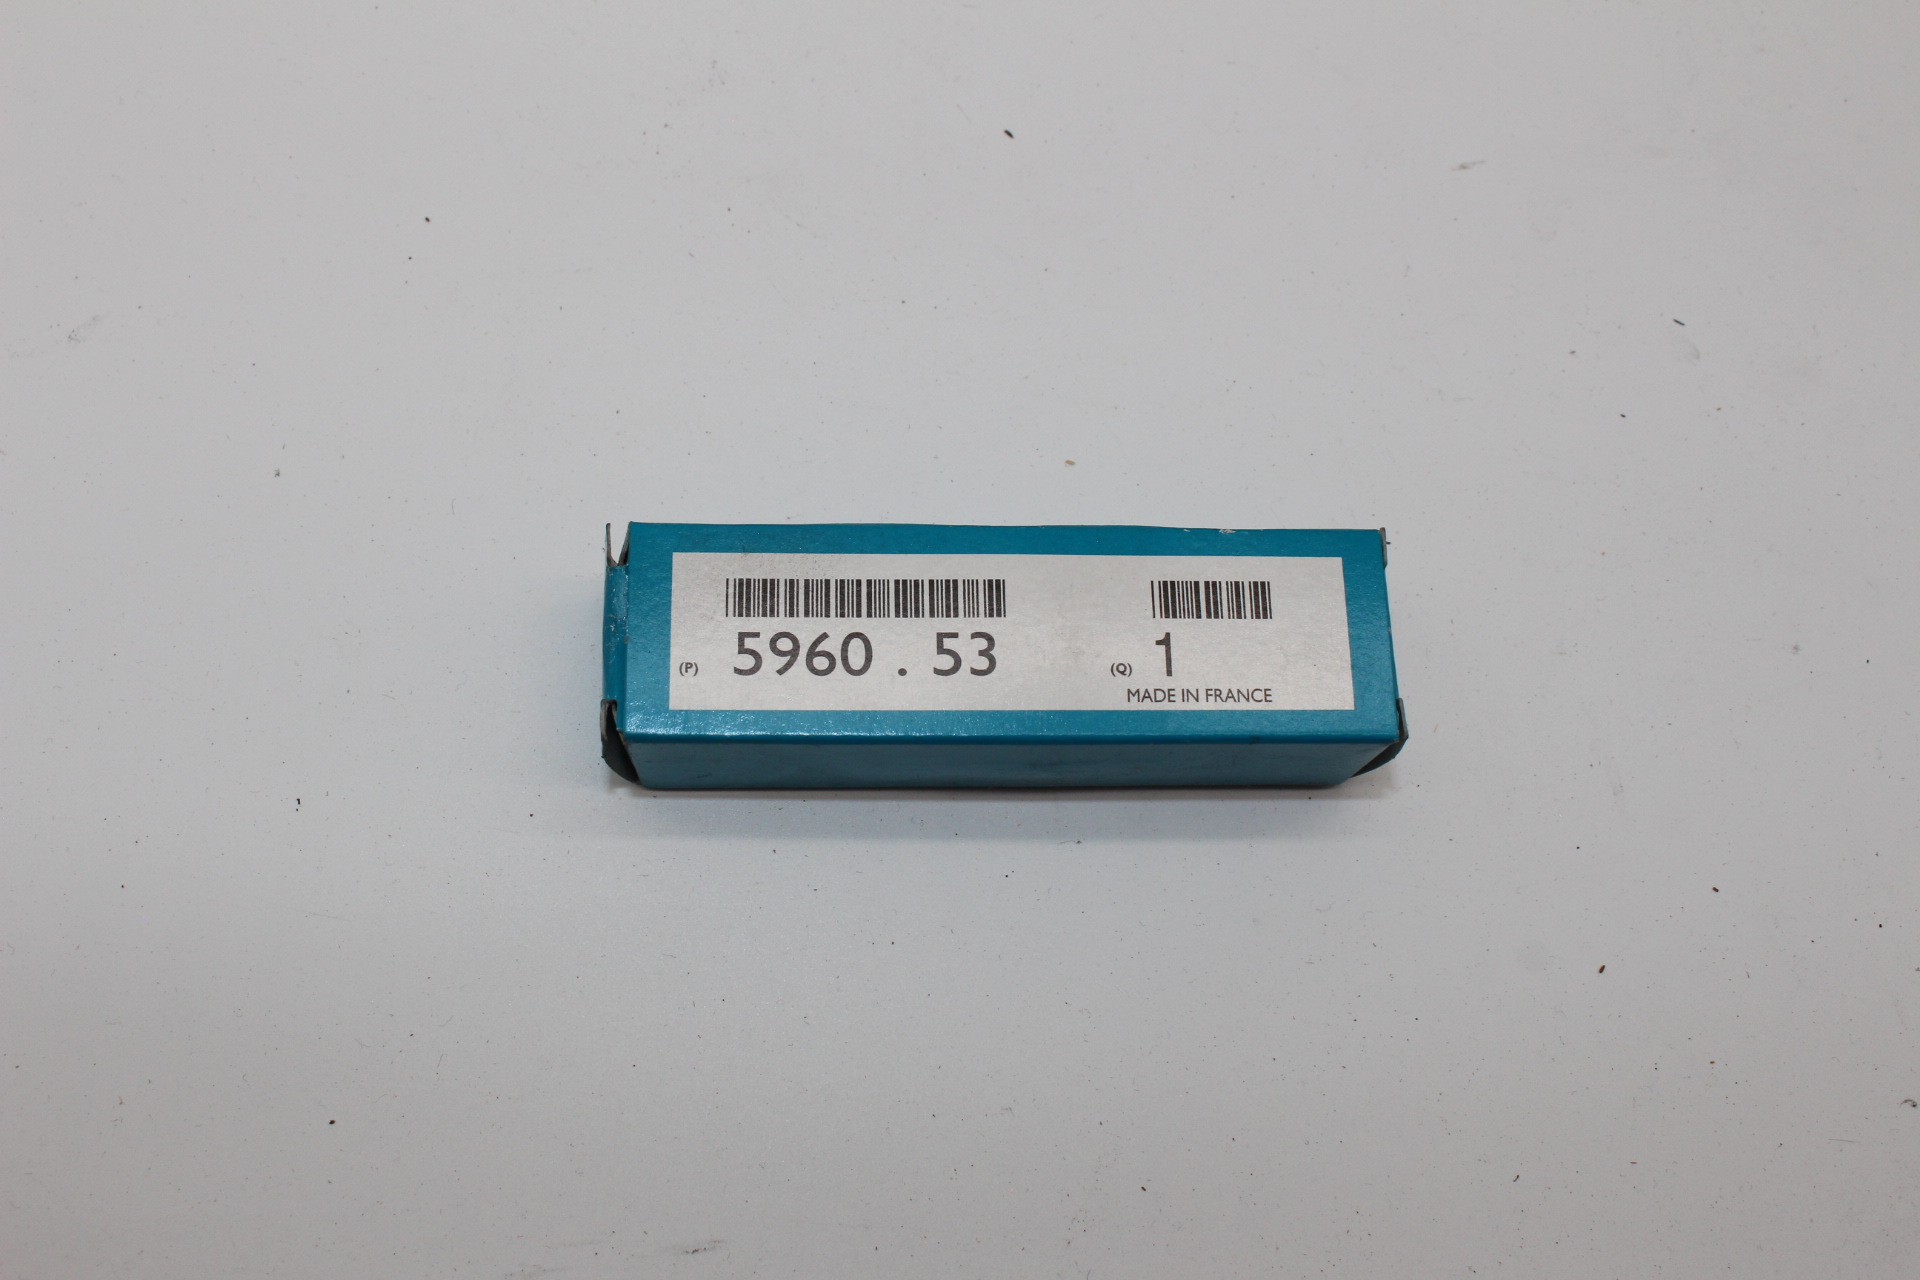 (P) 5960 . 53 (Q) 1
MADE IN FRANCE